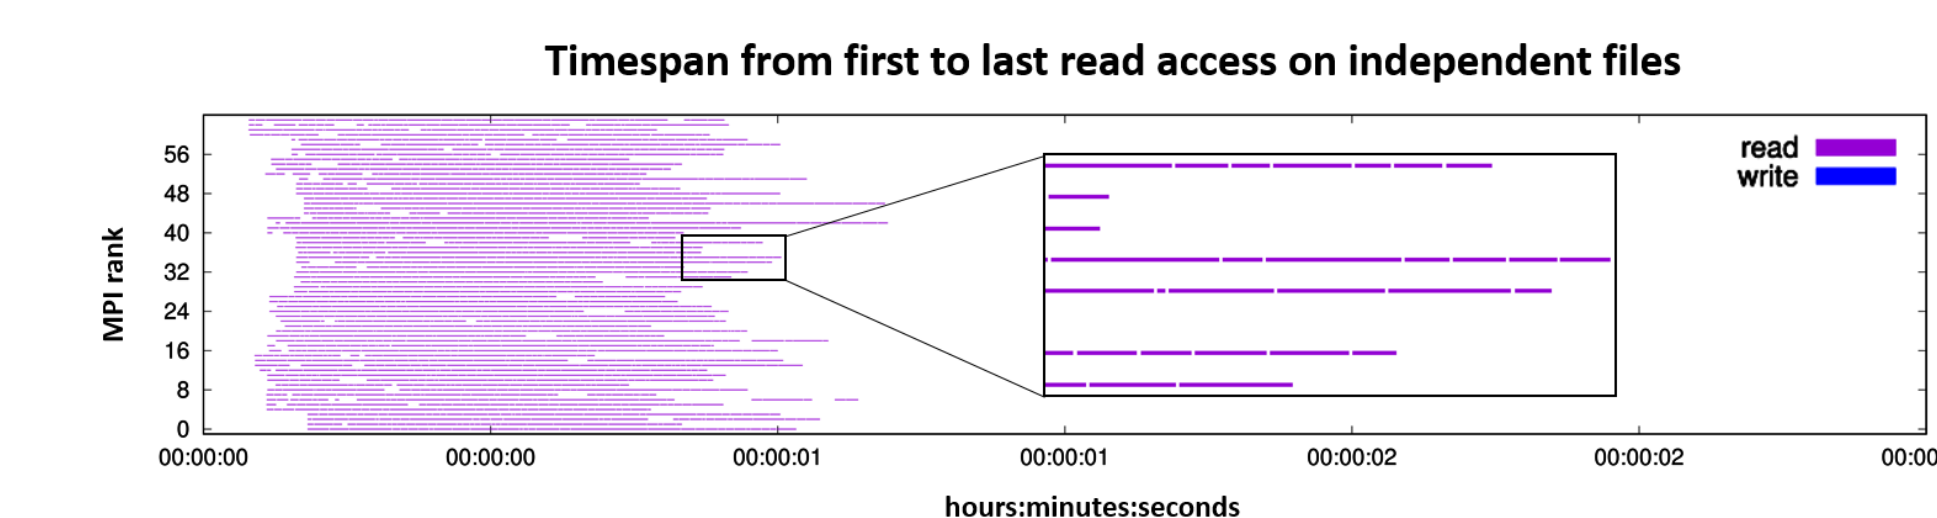 Timespan from first to last read access on independent files
read
write
56
48
40
32
24
16
8
0
MPI rank
00:00:00 00:00:00 00:00:01 00:00:01 00:00:02 00:00:02 00:00
hours:minutes:seconds